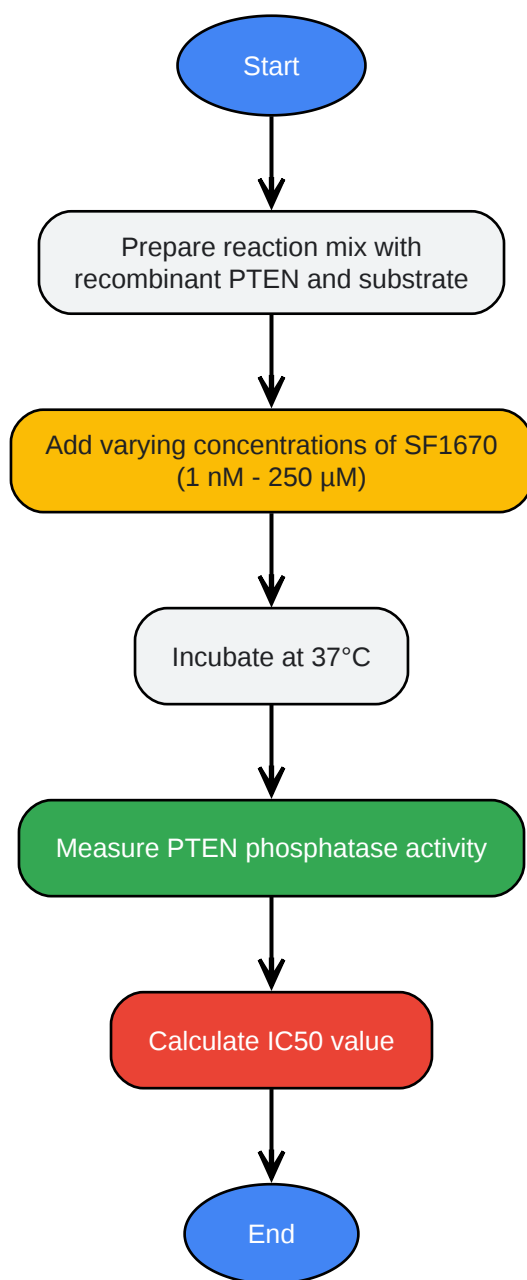 Start
Prepare reaction mix with
recombinant PTEN and substrate
Add varying concentrations of SF1670
(1 nM - 250 µM)
Incubate at 37°C
Measure PTEN phosphatase activity
Calculate IC50 value
End